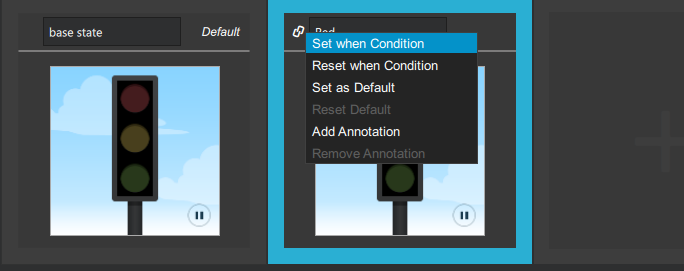 base state
Default
Red
Set when Condition
Reset when Condition
Set as Default
Reset Default
Add Annotation
Remove Annotation